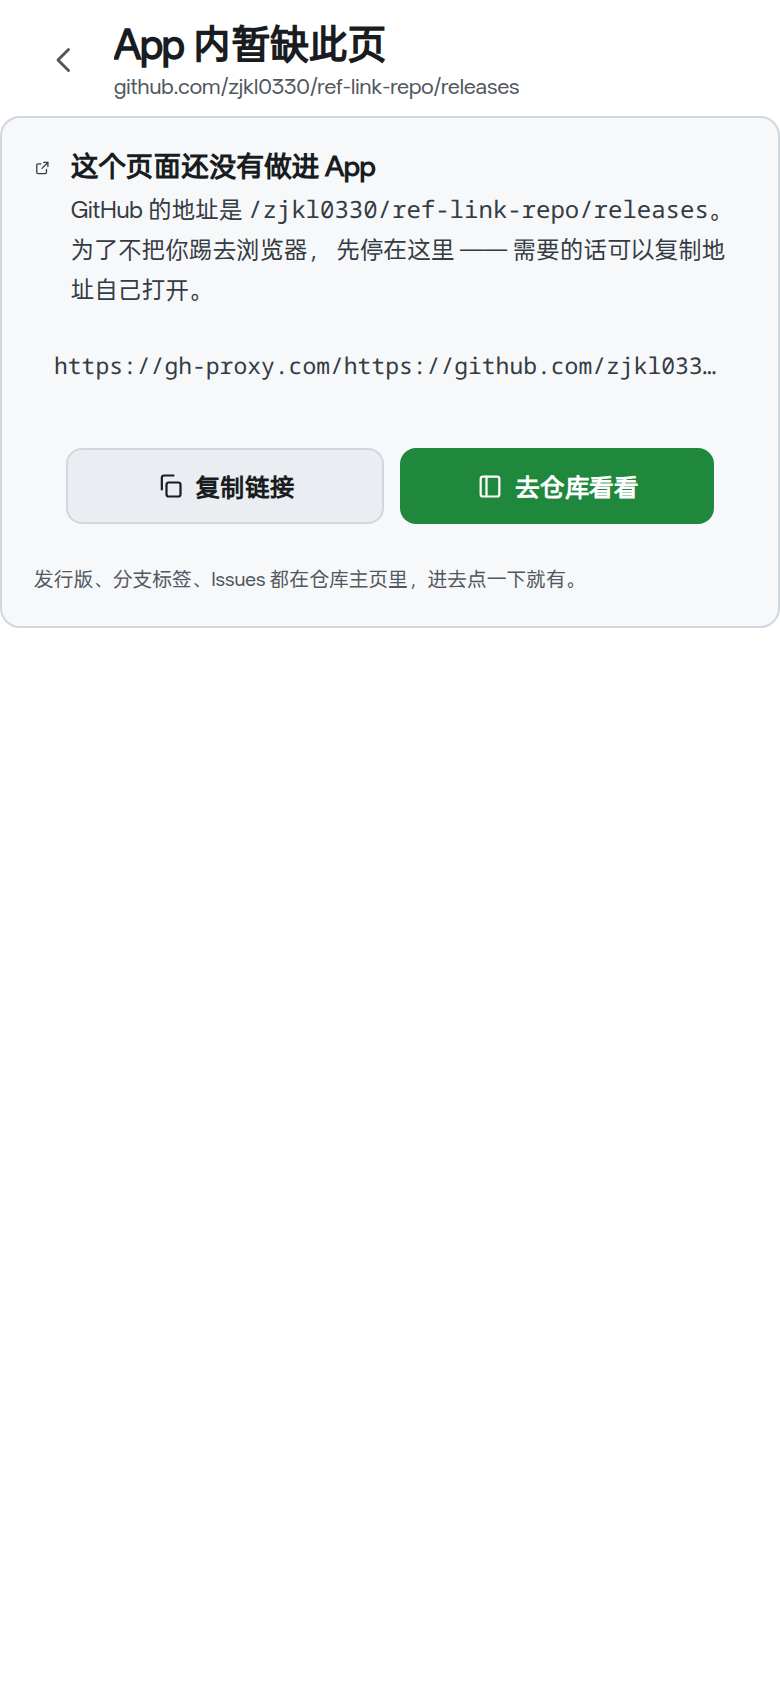 App 内暂缺此页
github.com/zjkl0330/ref-link-repo/releases
这个页面还没有做进 App
GitHub 的地址是 /zjkl0330/ref-link-repo/releases。
为了不把你踢去浏览器， 先停在这里 —— 需要的话可以复制地
址自己打开。
https://gh-proxy.com/https://github.com/zjkl033…
复制链接
去仓库看看
发行版、分支标签、Issues 都在仓库主页里，进去点一下就有。